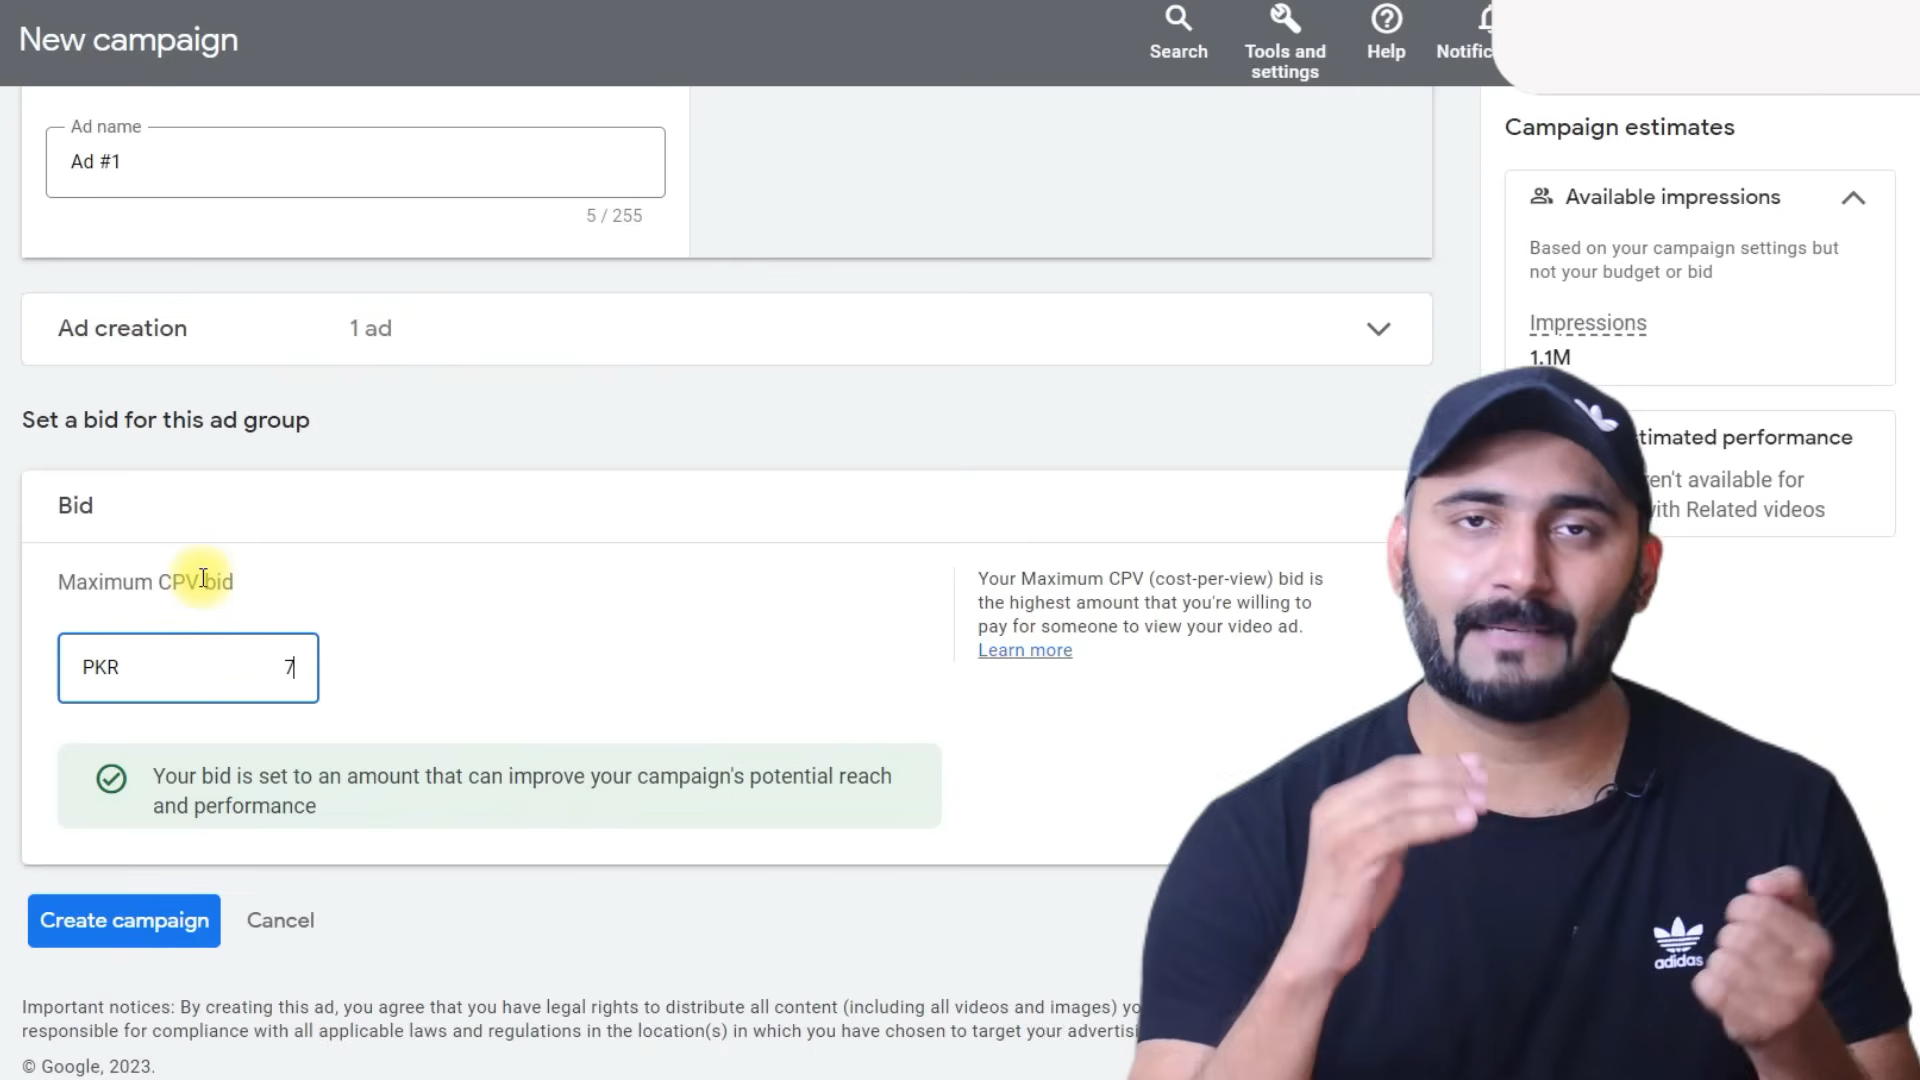 New campaign
Search
Tools and
settings
Help
Ad name
Ad #1
5 / 255
Campaign estimates
Available impressions
Based on your campaign settings but
not your budget or bid
Impressions
1.1M
Ad creation
1 ad
Set a bid for this ad group
performance
available for
Related videos
Bid
Maximum CPV bid
PKR
7
Your Maximum CPV (cost-per-view) bid is
the highest amount that you're willing to
pay for someone to view your video ad.
Learn more
Your bid is set to an amount that can improve your campaign's potential reach
and performance
Create campaign
Cancel
adidas
Important notices: By creating this ad, you agree that you have legal rights to distribute all content (including all videos and images)
responsible for compliance with all applicable laws and regulations in the location(s) in which you have chosen to target your
© Google, 2023.